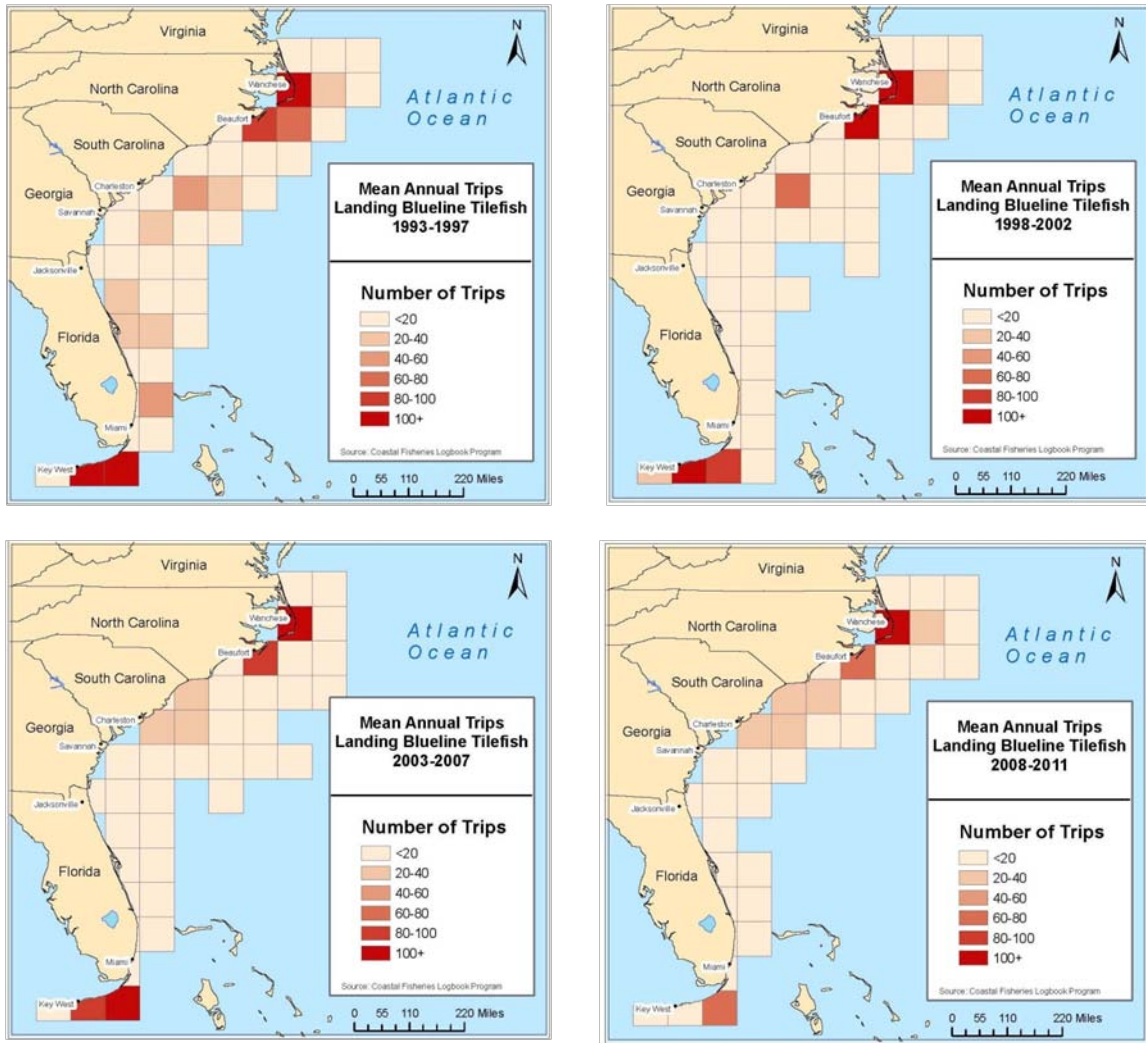 Virginia
N
Wanchese
North Carolina
Atlantic
Ocean
Beaufort
South Carolina
Charleston
Georgia
Savannah
Mean Annual Trips
Landing Blueline Tilefish
1993-1997
Jacksonville
Number of Trips
<20
20-40
40-60
60-80
80-100
100+
Florida
Miami
Key West
Source: Coastal Fisheries Logbook Program
0 55 110 220 Miles
Virginia
N
Wanchese
North Carolina
Atlantic
Ocean
Beaufort
South Carolina
Charleston
Georgia
Savannah
Mean Annual Trips
Landing Blueline Tilefish
1998-2002
Jacksonville
Number of Trips
<20
20-40
40-60
60-80
80-100
100+
Florida
Miami
Key West
Source: Coastal Fisheries Logbook Program
0 55 110 220 Miles
Virginia
N
Wanchese
North Carolina
Atlantic
Ocean
Beaufort
South Carolina
Charleston
Georgia
Savannah
Mean Annual Trips
Landing Blueline Tilefish
2003-2007
Jacksonville
Number of Trips
<20
20-40
40-60
60-80
80-100
100+
Florida
Miami
Key West
Source: Coastal Fisheries Logbook Program
0 55 110 220 Miles
Virginia
N
Wanchese
North Carolina
Atlantic
Ocean
Beaufort
South Carolina
Charleston
Georgia
Savannah
Mean Annual Trips
Landing Blueline Tilefish
2008-2011
Jacksonville
Number of Trips
<20
20-40
40-60
60-80
80-100
100+
Florida
Miami
Key West
Source: Coastal Fisheries Logbook Program
0 55 110 220 Miles